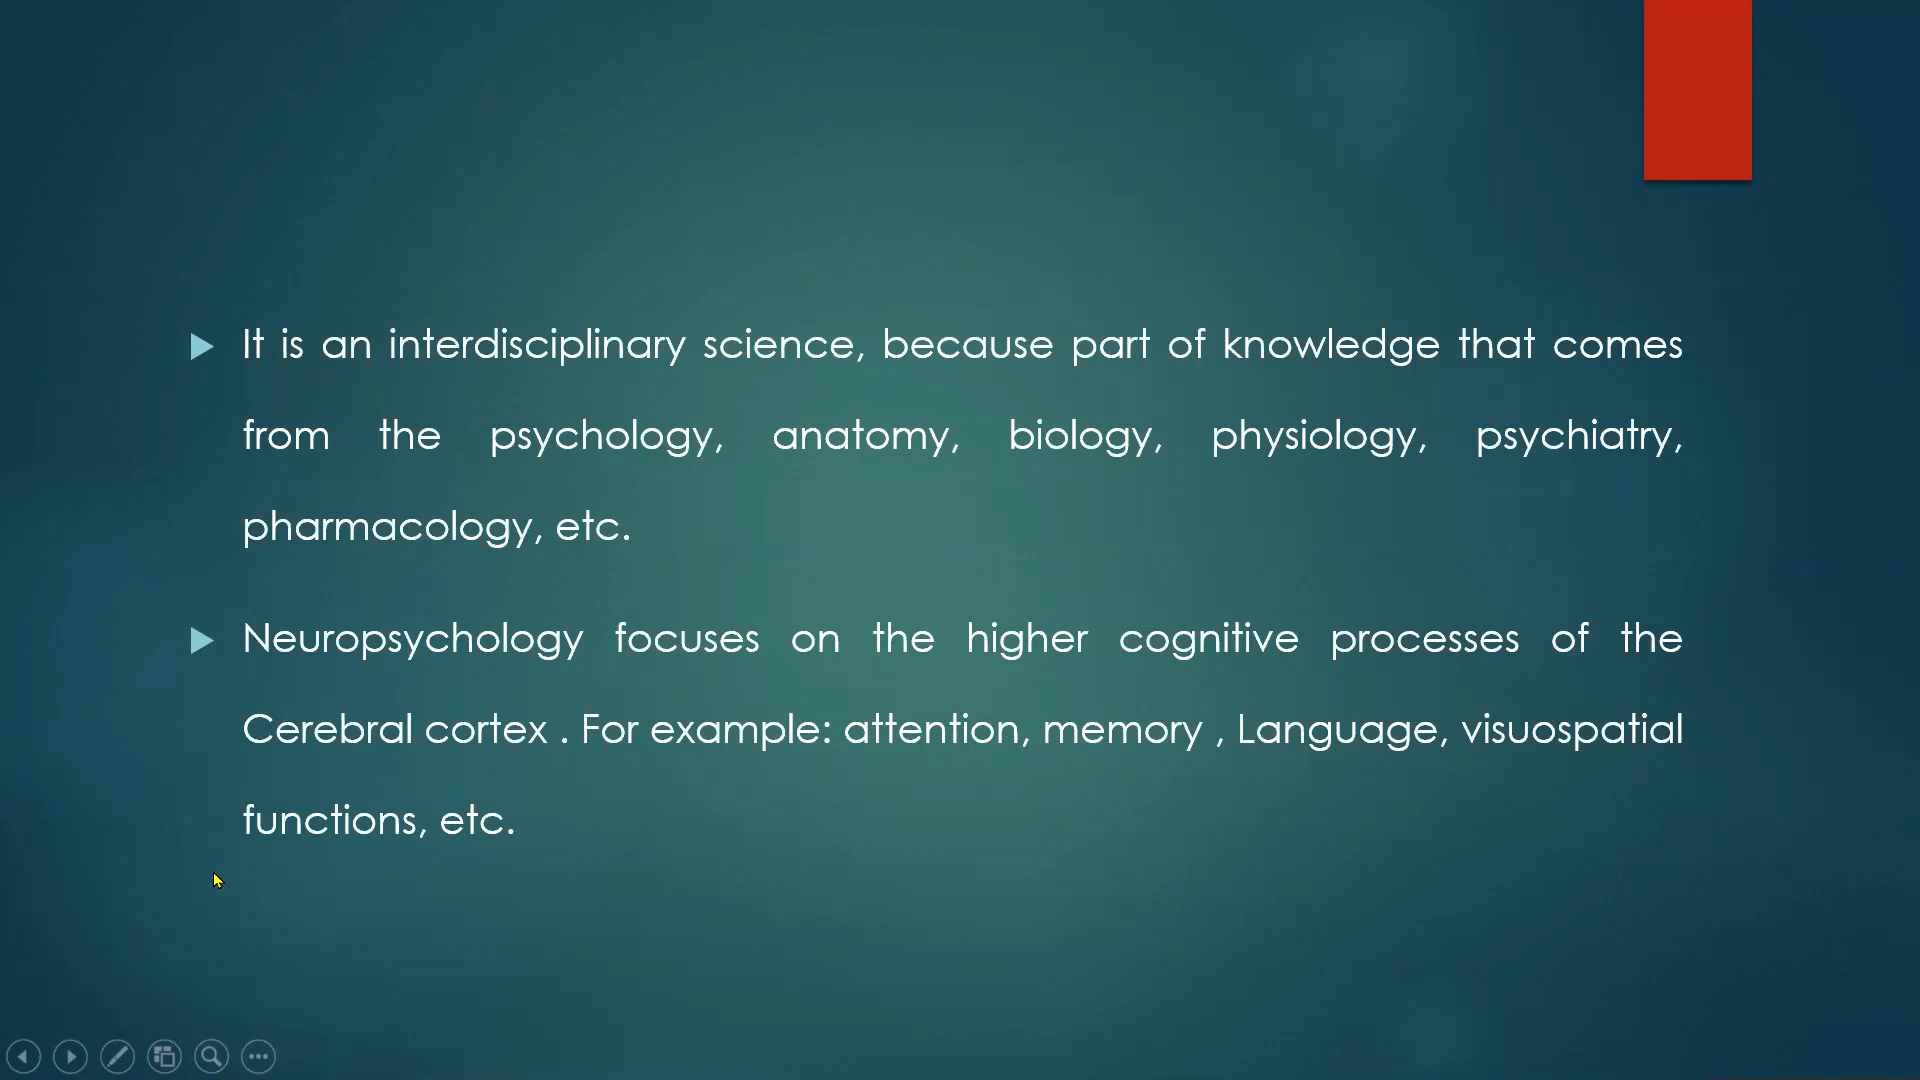 It is an interdisciplinary science, because part of knowledge that comes
from the psychology, anatomy, biology, physiology, psychiatry,
pharmacology, etc.
Neuropsychology focuses on the higher cognitive processes of the
Cerebral cortex . For example: attention, memory , Language, visuospatial
functions, etc.